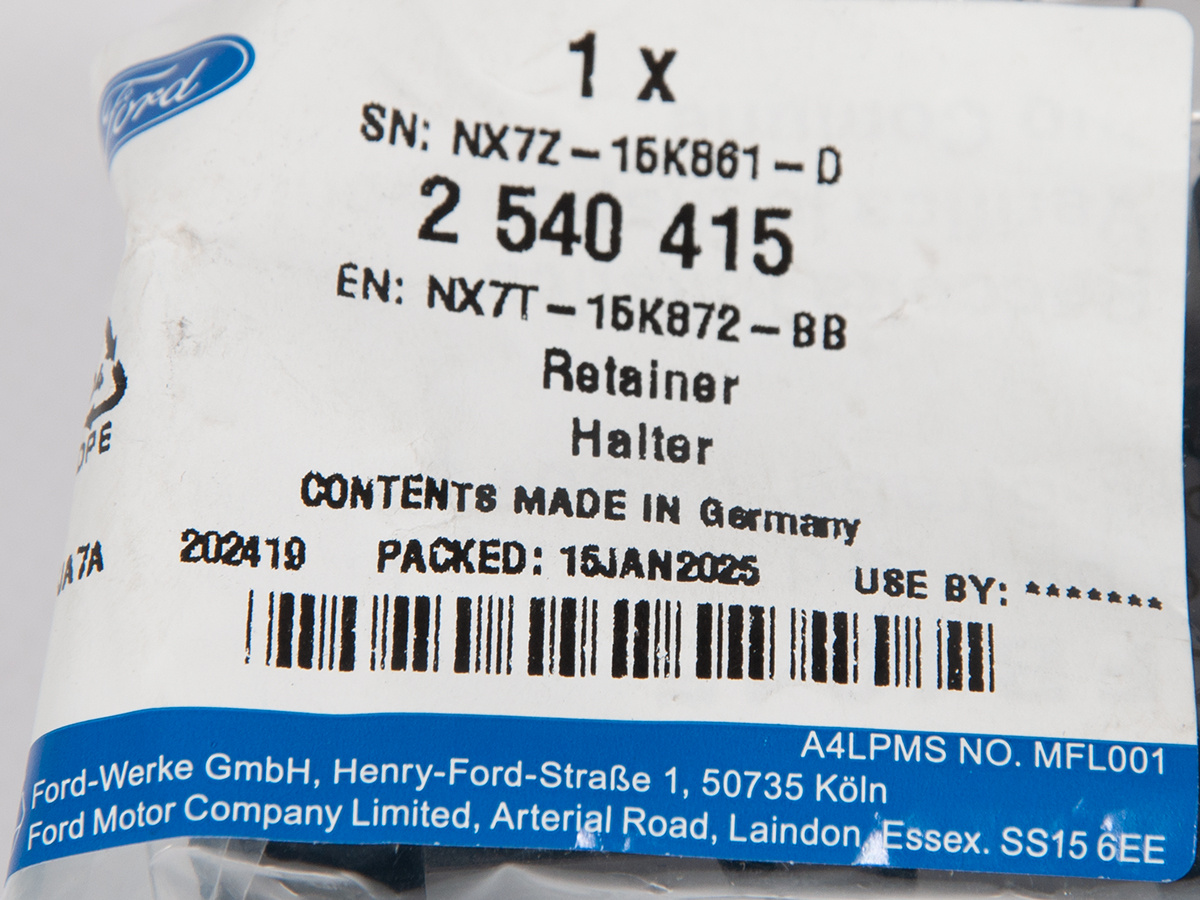 Ford
1 x
SN: NX7Z-15K861-D
2 540 415
EN: NX7T-15K872-BB
Retainer
Halter
CONTENTS MADE IN Germany
202419 PACKED: 15JAN2025 USE BY: *******
A4LPMS NO. MFL001
Ford-Werke GmbH, Henry-Ford-Straße 1, 50735 Köln
Ford Motor Company Limited, Arterial Road, Laindon, Essex. SS15 6EE